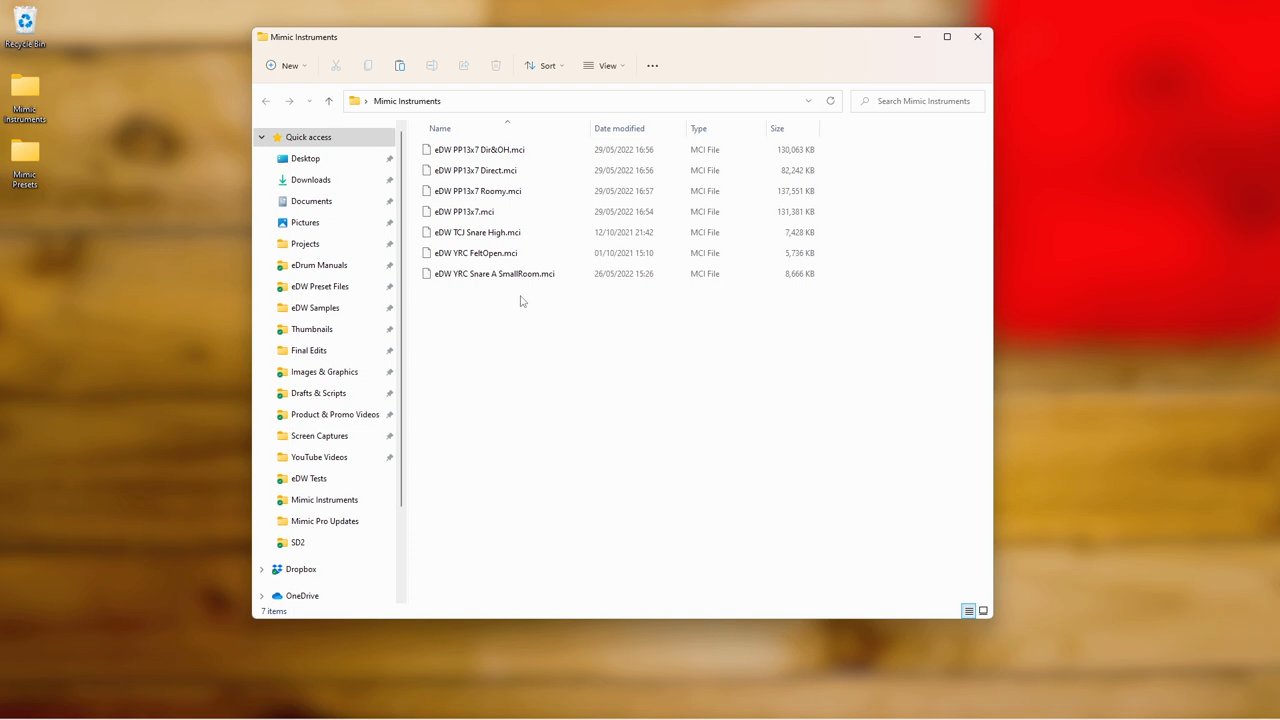 Recycle Bin
Mimic
Instruments
Mimic
Presets
Mimic Instruments
New
Sort
View
Mimic Instruments
Search Mimic Instruments
Name Date modified Type Size
Quick access
Desktop
Downloads
Documents
Pictures
Projects
eDrum Manuals
eDW Preset Files
eDW Samples
Thumbnails
Final Edits
Images & Graphics
Drafts & Scripts
Product & Promo Videos
Screen Captures
YouTube Videos
eDW Tests
Mimic Instruments
Mimic Pro Updates
SD2
Dropbox
OneDrive
eDW PP13x7 Dir&OH.mci 29/05/2022 16:56 MCI File 130,063 KB
eDW PP13x7 Direct.mci 29/05/2022 16:56 MCI File 82,242 KB
eDW PP13x7 Roomy.mci 29/05/2022 16:57 MCI File 137,551 KB
eDW PP13x7.mci 29/05/2022 16:54 MCI File 131,381 KB
eDW TCJ Snare High.mci 12/10/2021 21:42 MCI File 7,428 KB
eDW YRC FeltOpen.mci 01/10/2021 15:10 MCI File 5,736 KB
eDW YRC Snare A SmallRoom.mci 26/05/2022 15:26 MCI File 8,666 KB
7 items